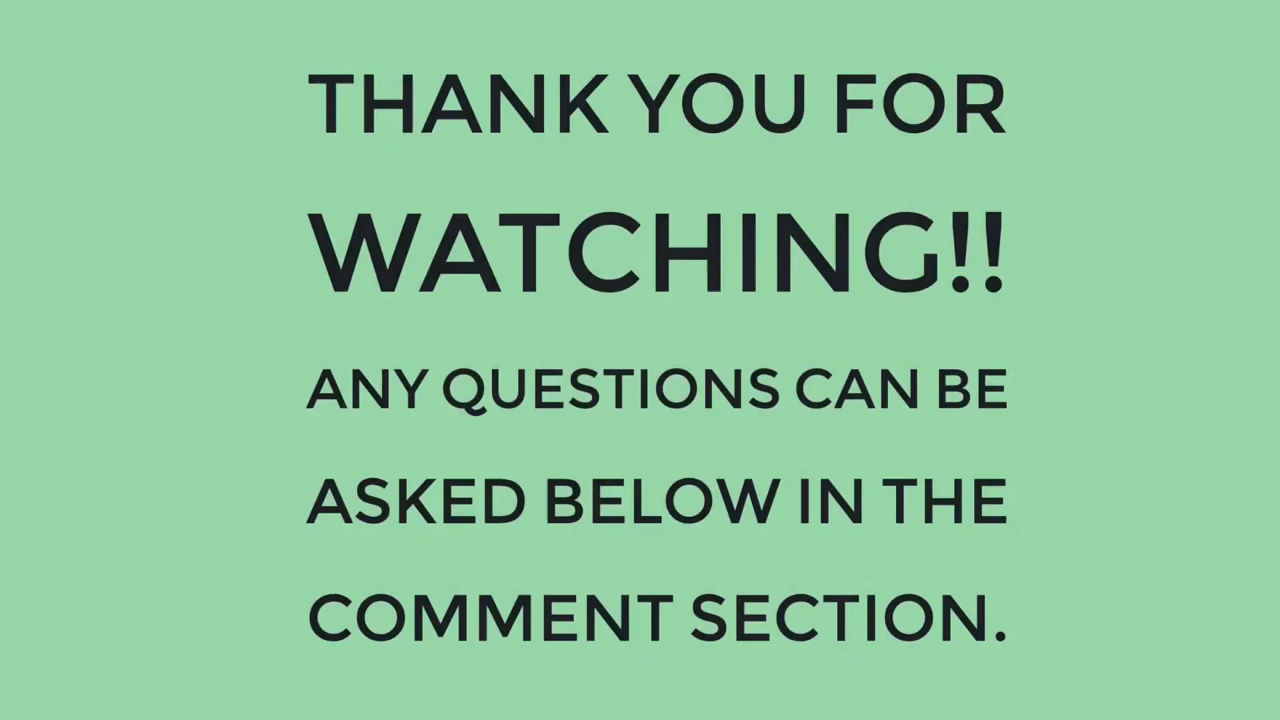 THANK YOU FOR
WATCHING!!
ANY QUESTIONS CAN BE
ASKED BELOW IN THE
COMMENT SECTION.